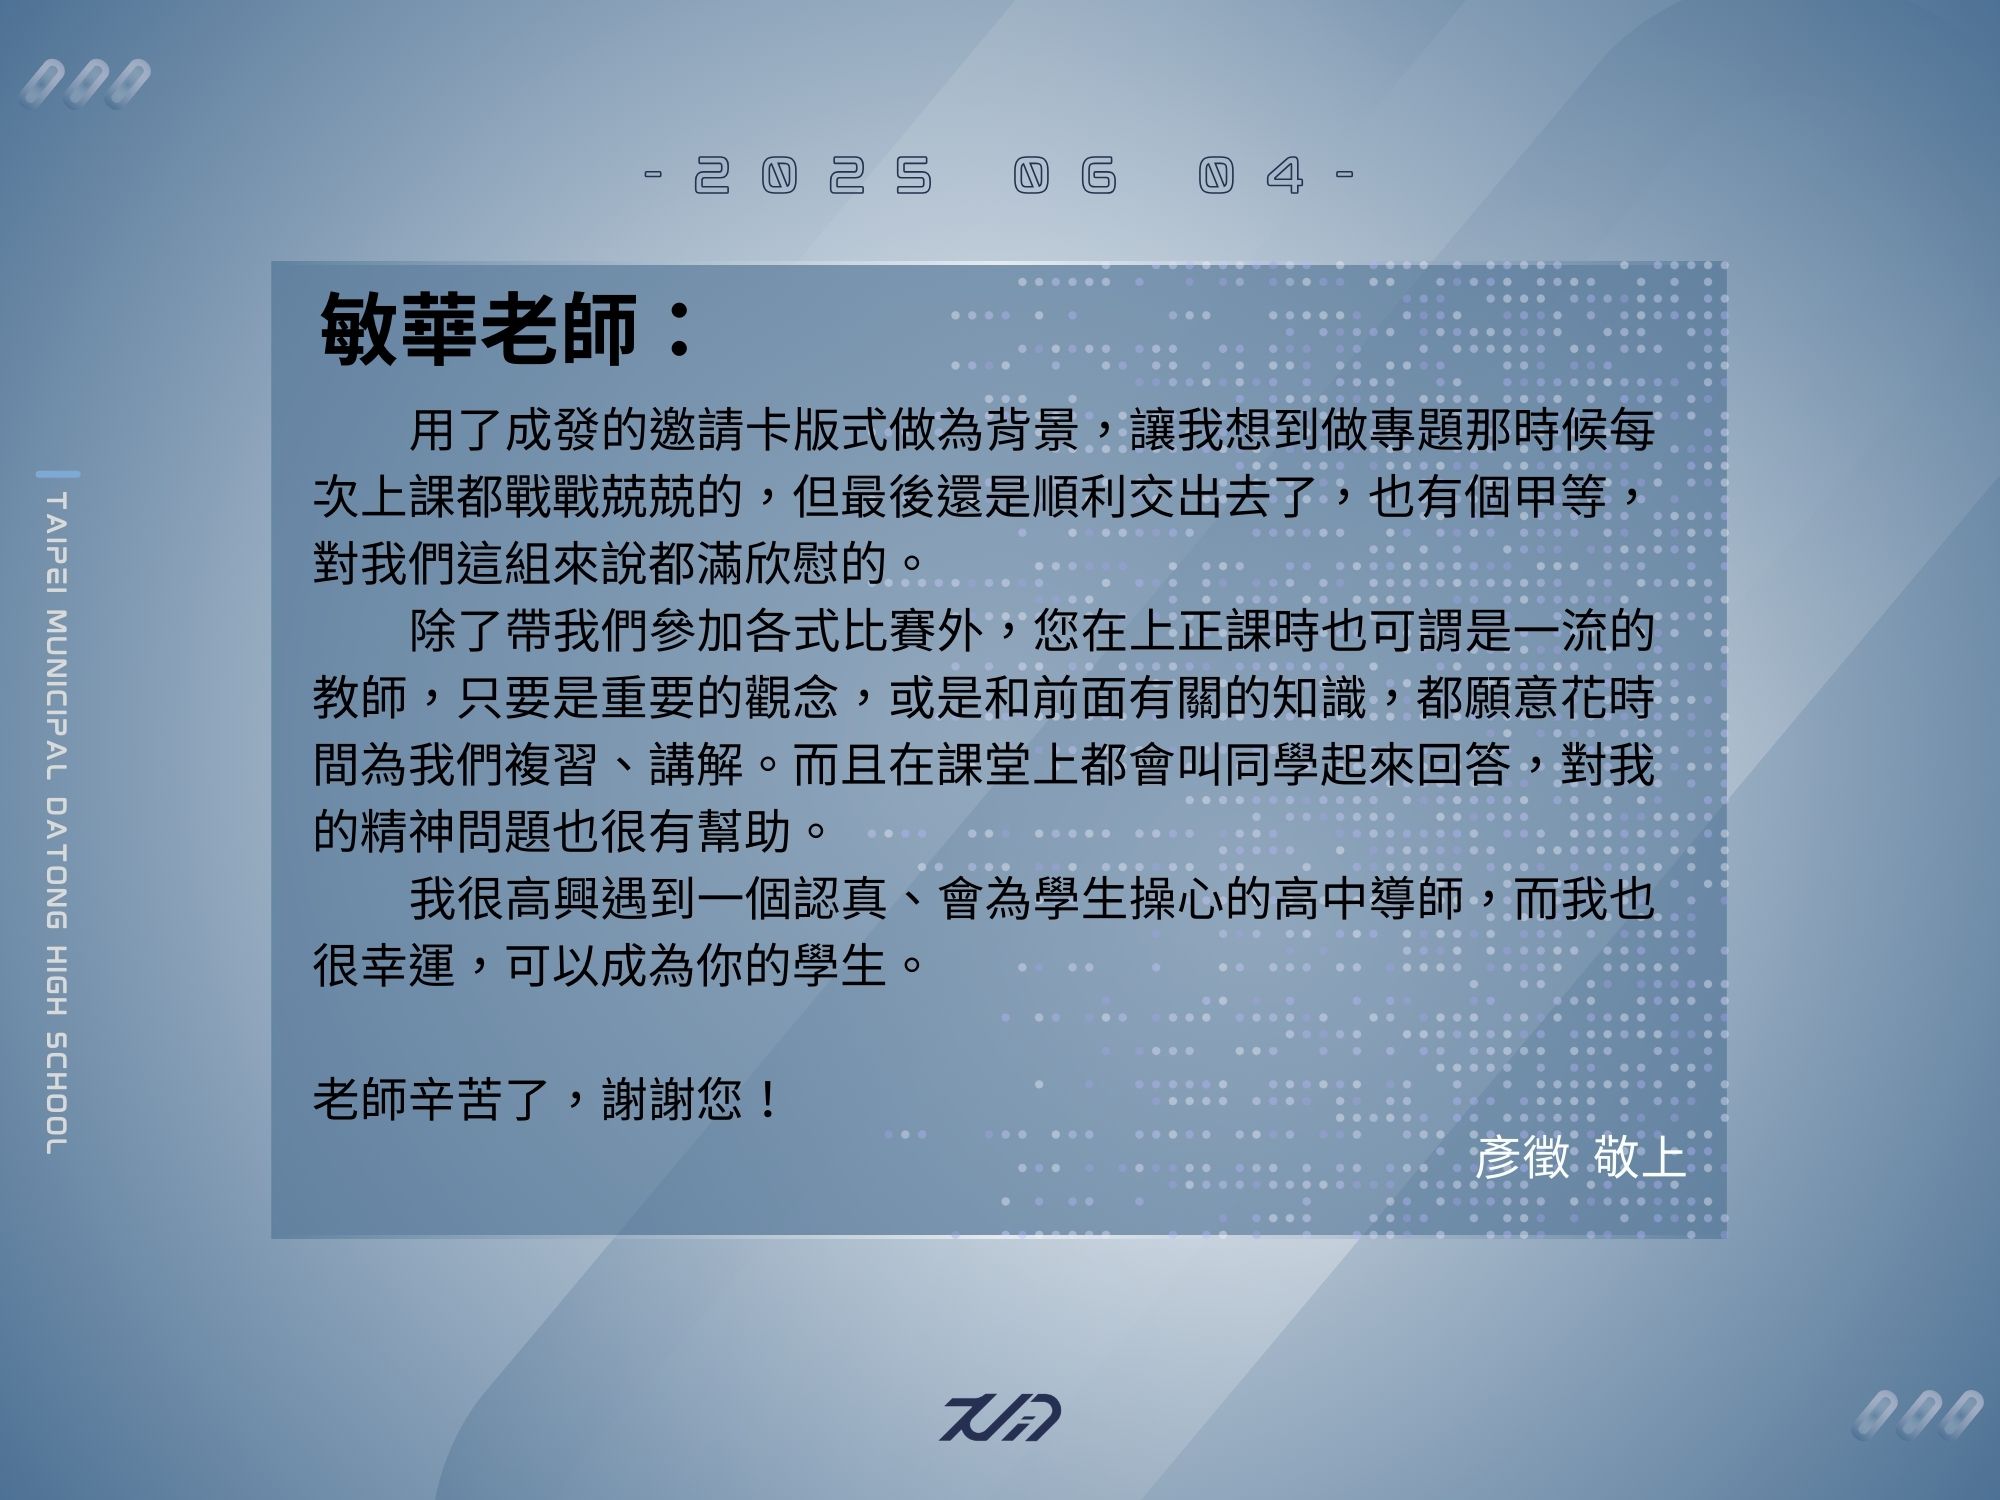 -2025 06 04-
敏華老師：
用了成發的邀請卡版式做為背景，讓我想到做專題那時候每
次上課都戰戰兢兢的，但最後還是順利交出去了，也有個甲等，
對我們這組來說都滿欣慰的。
除了帶我們參加各式比賽外，您在上正課時也可謂是一流的
教師，只要是重要的觀念，或是和前面有關的知識，都願意花時
間為我們複習、講解。而且在課堂上都會叫同學起來回答，對我
的精神問題也很有幫助。
我很高興遇到一個認真、會為學生操心的高中導師，而我也
很幸運，可以成為你的學生。
老師辛苦了，謝謝您！
彥徵 敬上
TAIPEI MUNICIPAL DATONG HIGH SCHOOL